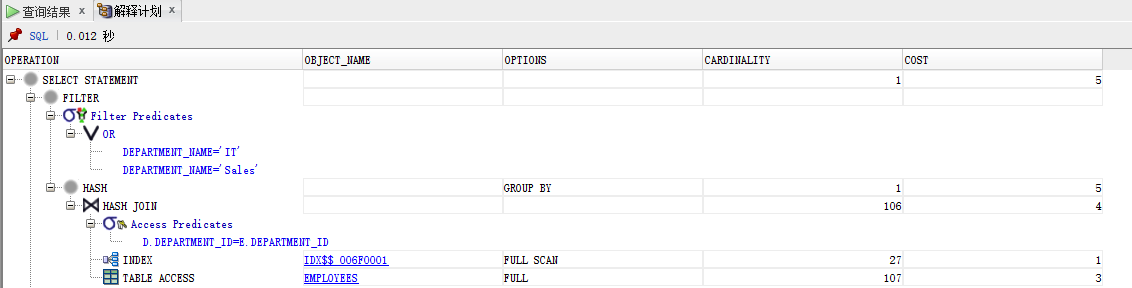 查询结果 x 解释计划 x
SQL | 0.012 秒
OPERATION OBJECT_NAME OPTIONS CARDINALITY COST
SELECT STATEMENT 1 5
FILTER
Filter Predicates
OR
DEPARTMENT_NAME='IT'
DEPARTMENT_NAME='Sales'
HASH GROUP BY 1 5
HASH JOIN 106 4
Access Predicates
D.DEPARTMENT_ID=E.DEPARTMENT_ID
INDEX IDX$$_006F0001 FULL SCAN 27 1
TABLE ACCESS EMPLOYEES FULL 107 3